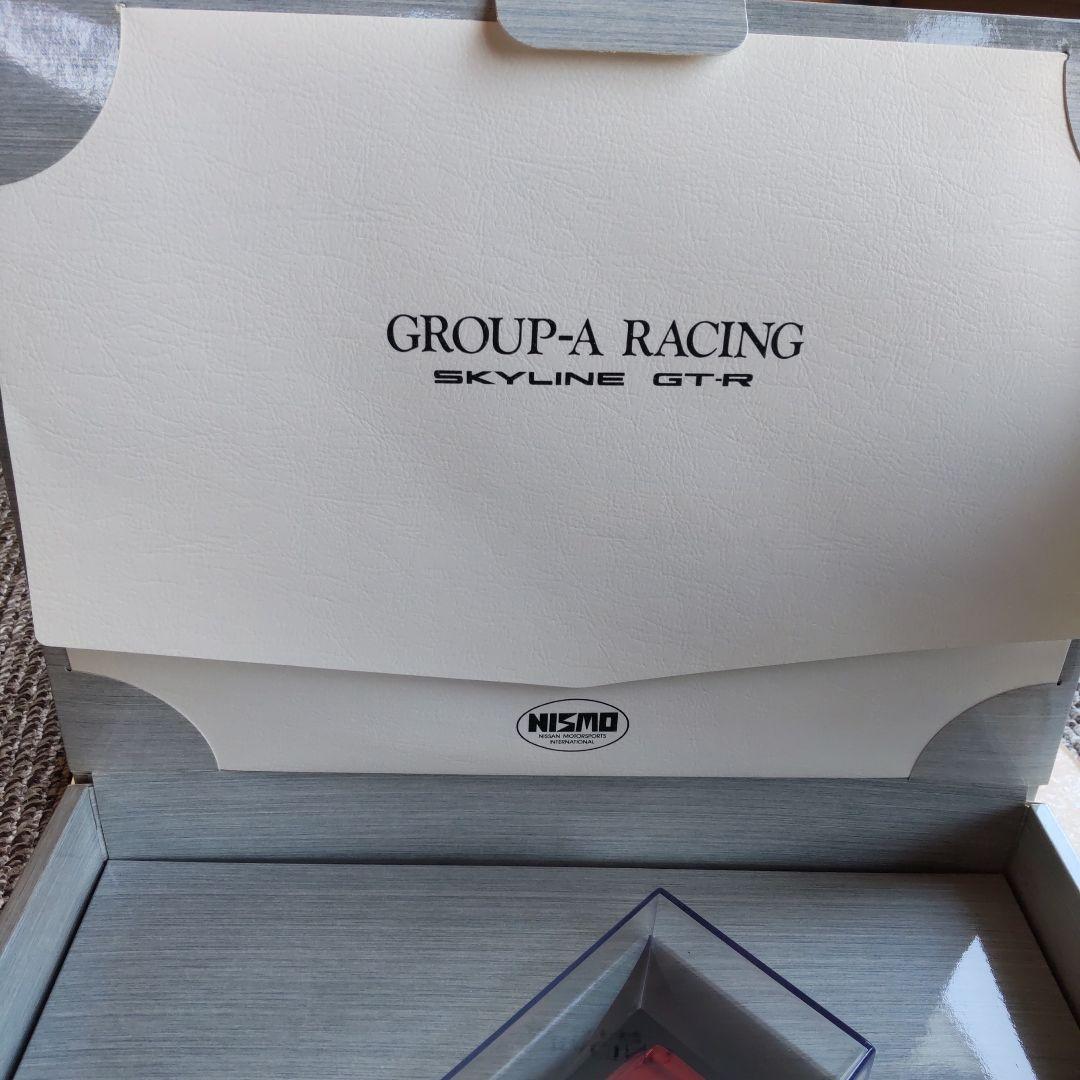 GROUP-A RACING
SKYLINE GT-R
NISMO
NISSAN MOTORSPORTS
INTERNATIONAL